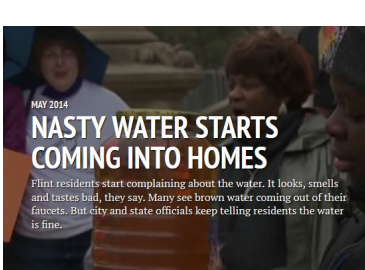 MAY 2014
NASTY WATER STARTS
COMING INTO HOMES
Flint residents start complaining about the water. It looks, smells
and tastes bad, they say. Many see brown water coming out of their
faucets. But city and state officials keep telling residents the water
is fine.